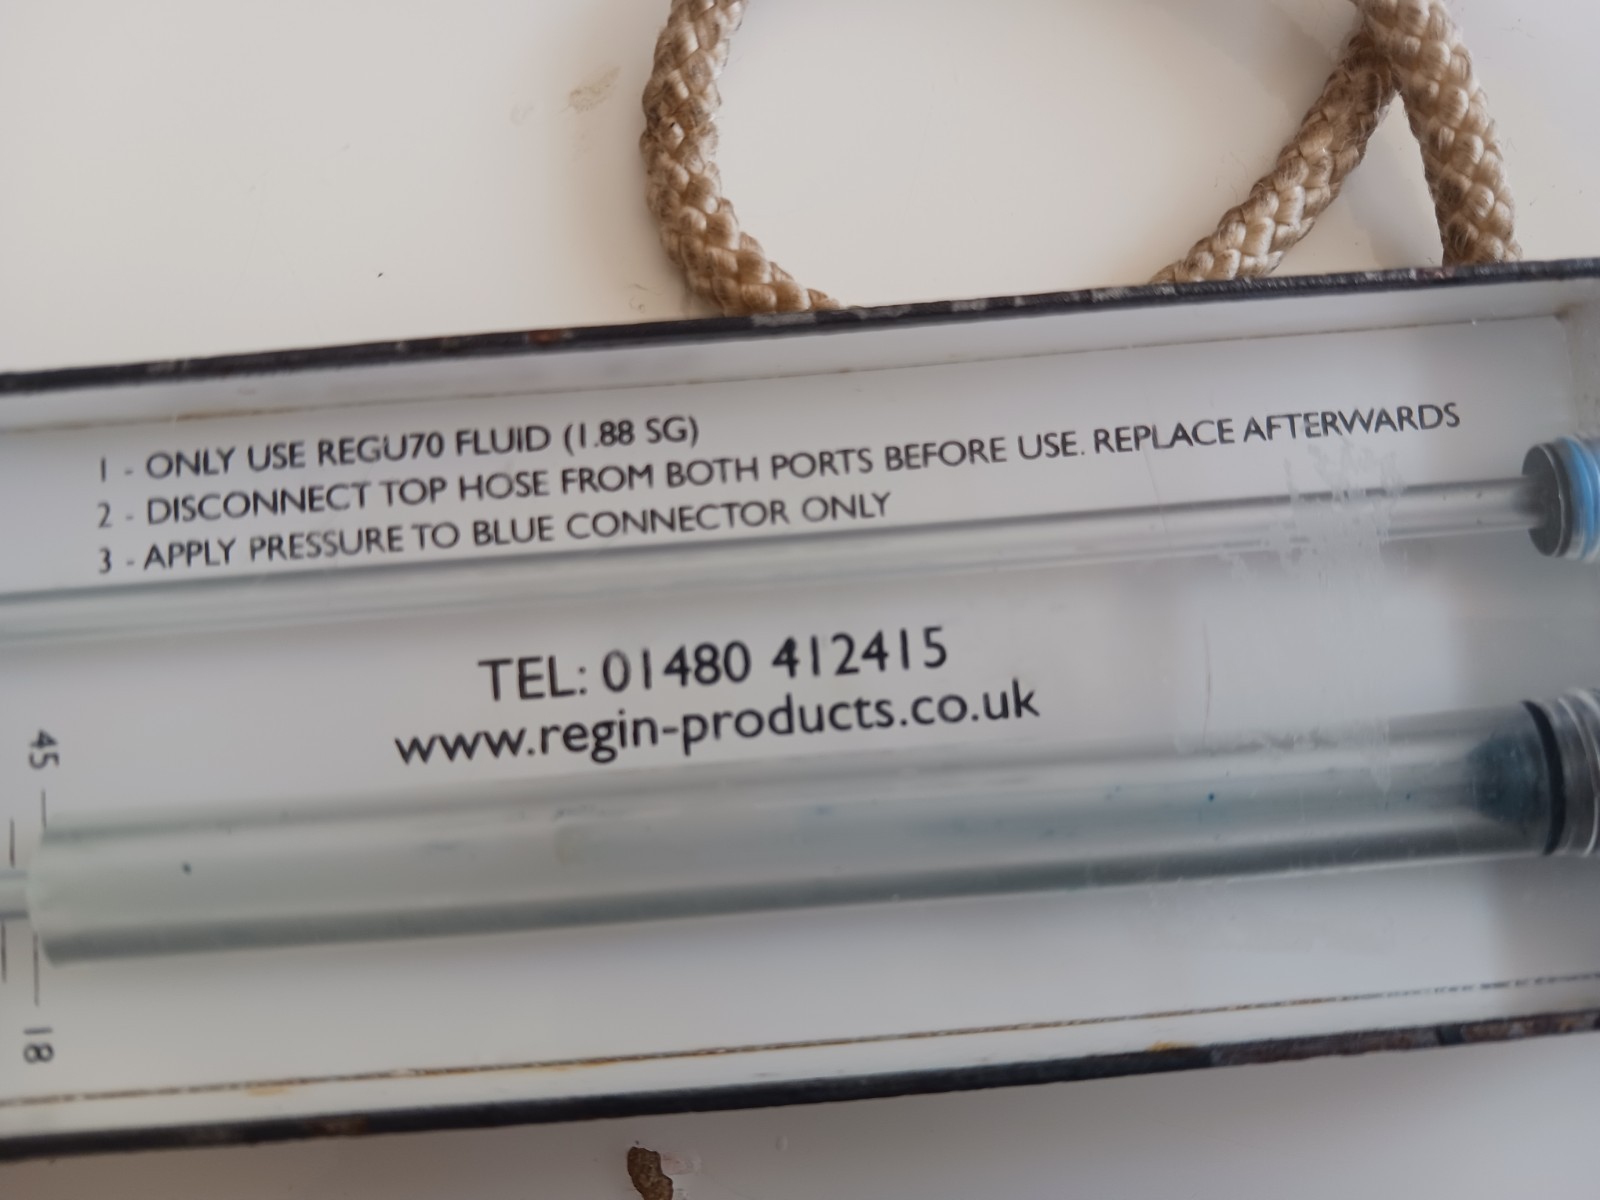 1 - ONLY USE REGU70 FLUID (1.88 SG)
2 - DISCONNECT TOP HOSE FROM BOTH PORTS BEFORE USE. REPLACE AFTERWARDS
3 - APPLY PRESSURE TO BLUE CONNECTOR ONLY
TEL: 01480 412415
www.regin-products.co.uk
45
18